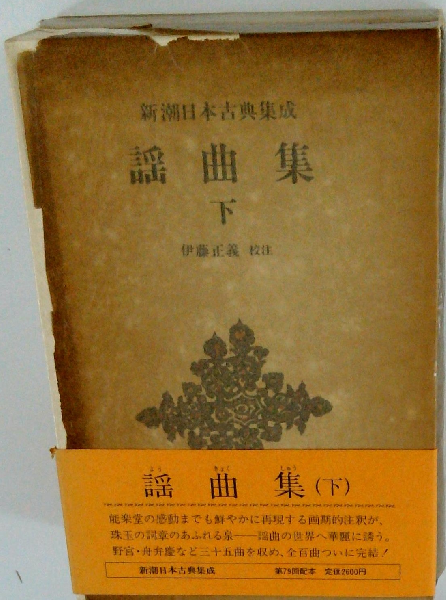 新潮日本古典集成
謡曲集
下
伊藤正義 校注
よう きょく しゅう
謡曲集(下)
能楽堂の感動までも鮮やかに再現する画期的注釈が、
珠玉の詞章のあふれる泉──謡曲の世界へ華麗に誘う。
野宮・舟弁慶など三十五曲を収め、全百曲ついに完結!
新潮日本古典集成 第79回配本 定価2600円